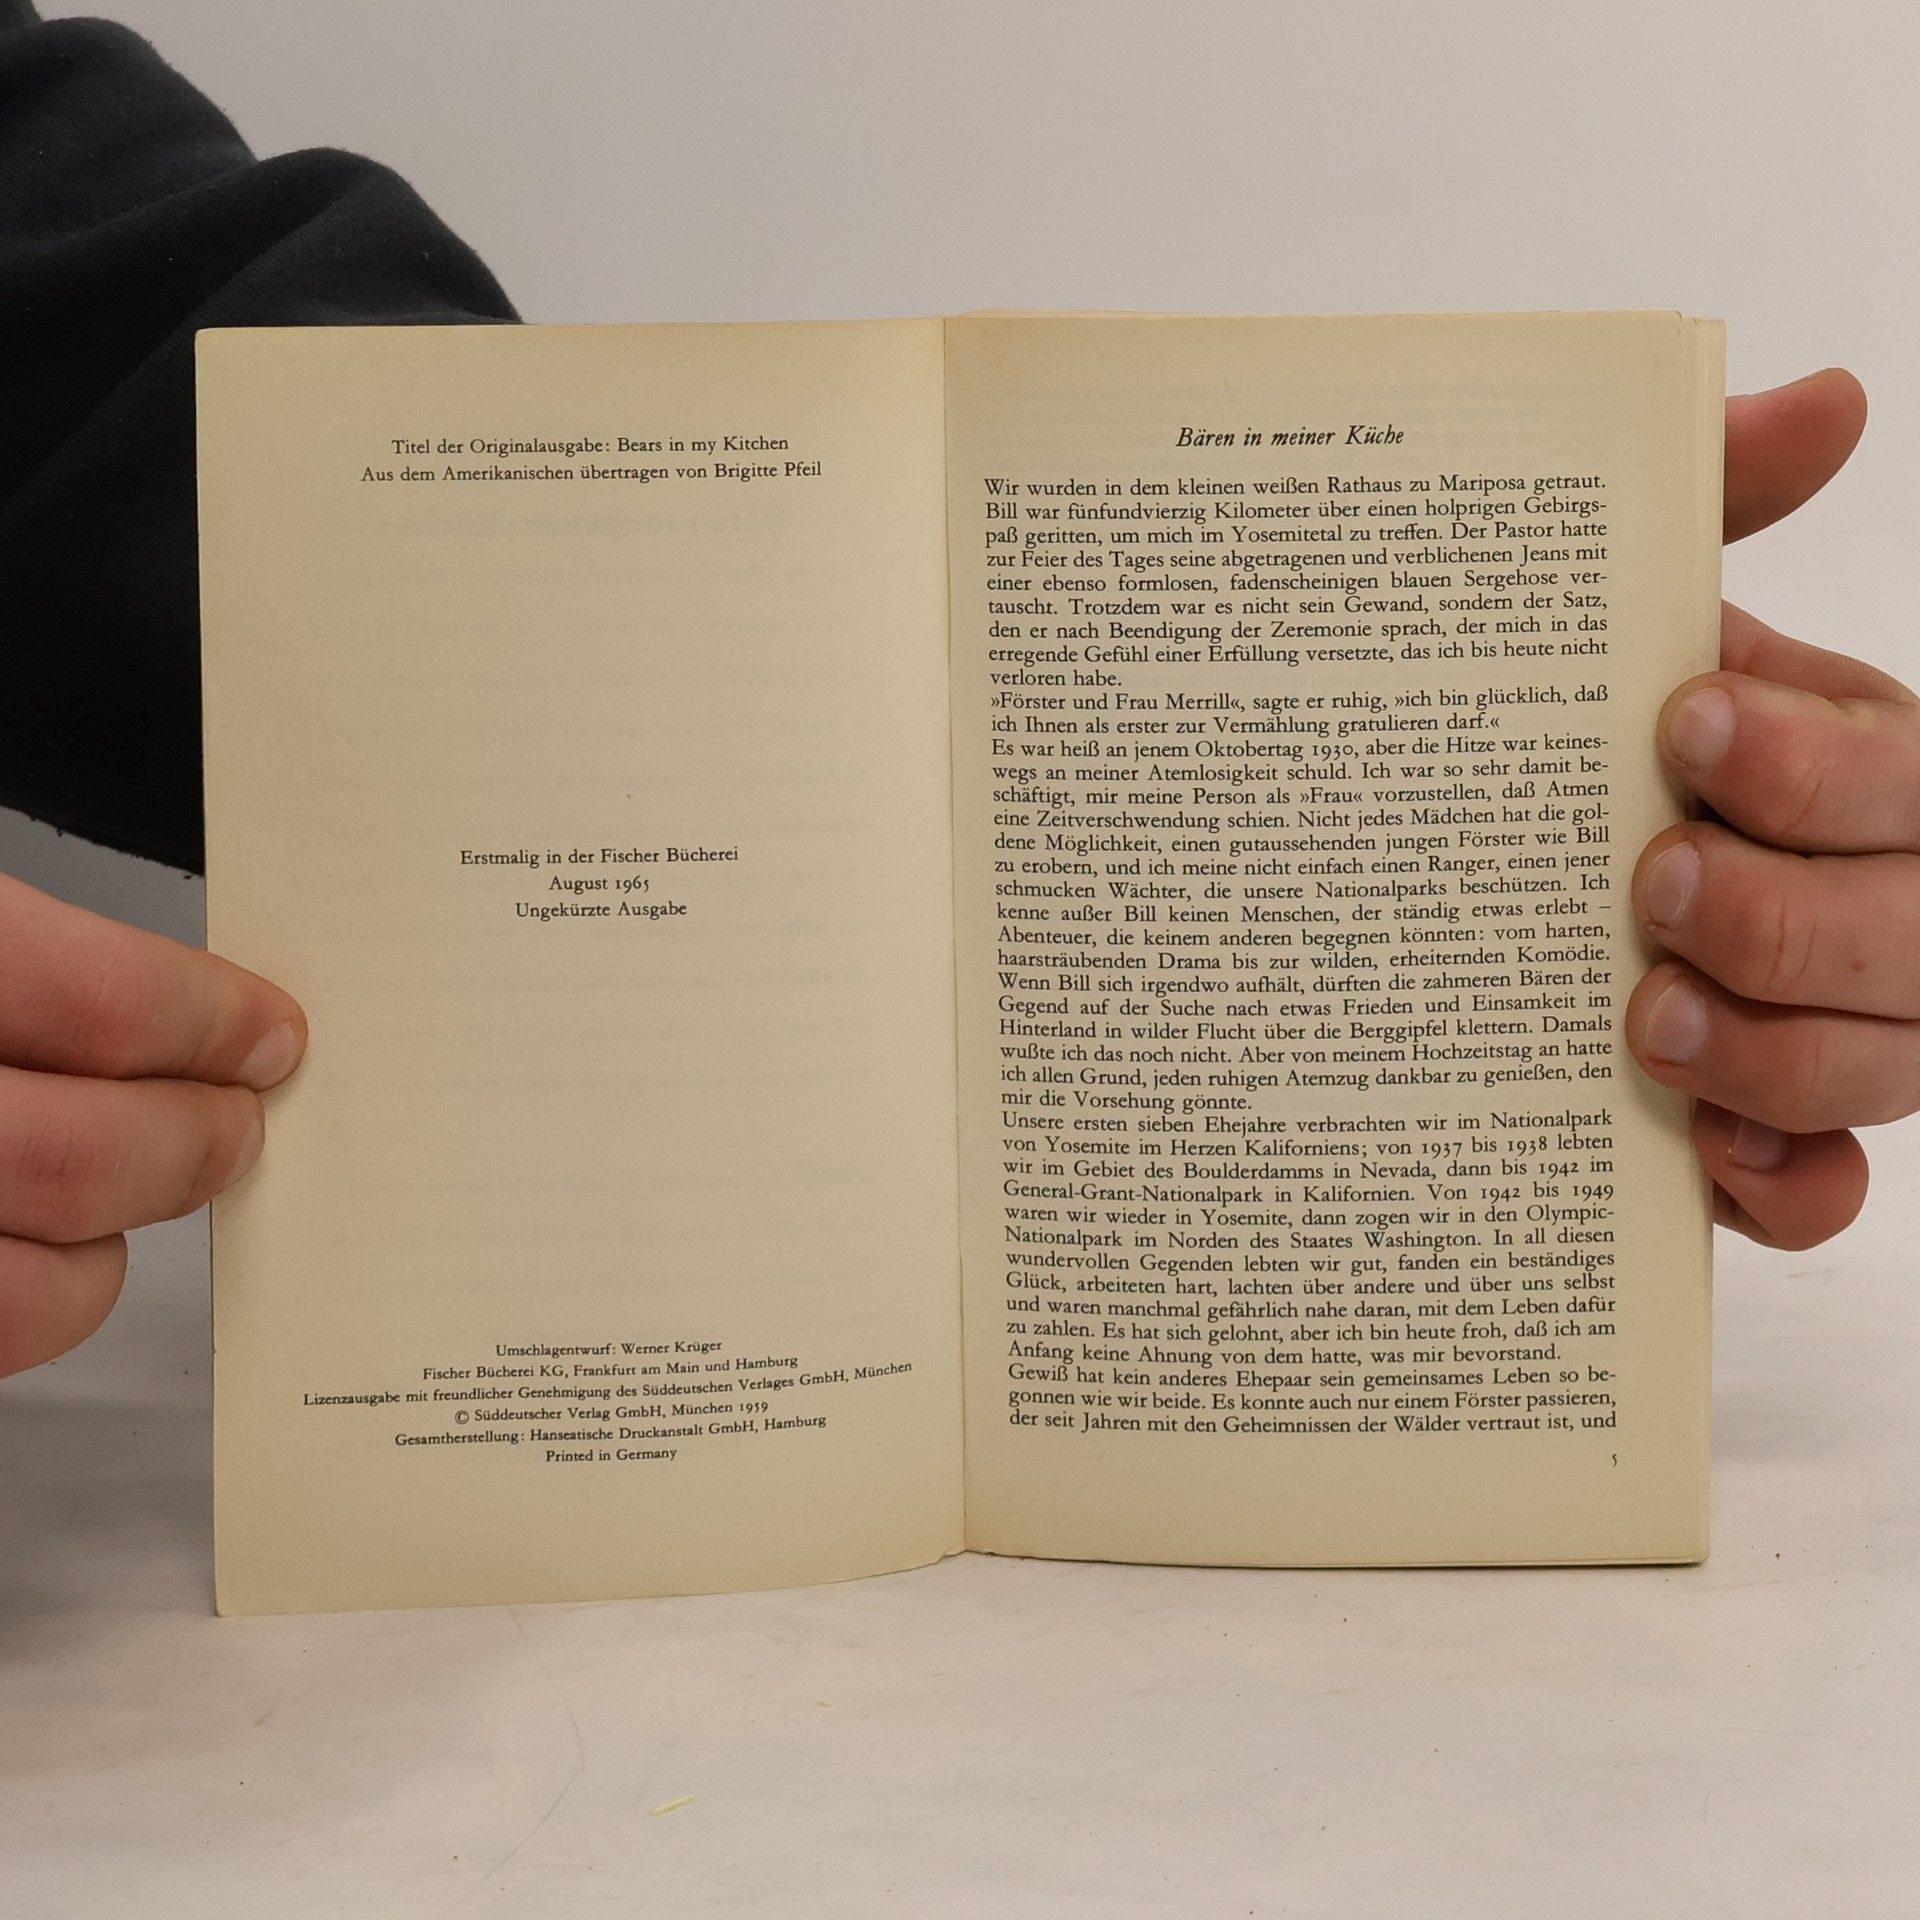 Titel der Originalausgabe: Bears in my Kitchen
Aus dem Amerikanischen übertragen von Brigitte Pfeil
Erstmalig in der Fischer Bücherei
August 1965
Ungekürzte Ausgabe
Umschlagentwurf: Werner Krüger
Fischer Bücherei KG, Frankfurt am Main und Hamburg
Lizenzausgabe mit freundlicher Genehmigung des Süddeutschen Verlages GmbH, München
© Süddeutscher Verlag GmbH, München 1959
Gesamtherstellung: Hanseatische Druckanstalt GmbH, Hamburg
Printed in Germany
Bären in meiner Küche
Wir wurden in dem kleinen weißen Rathaus zu Mariposa getraut.
Bill war fünfundvierzig Kilometer über einen holprigen Gebirgs-
paß geritten, um mich im Yosemitetal zu treffen. Der Pastor hatte
zur Feier des Tages seine abgetragenen und verblichenen Jeans mit
einer ebenso formlosen, fadenscheinigen blauen Sergehose ver-
tauscht. Trotzdem war es nicht sein Gewand, sondern der Satz,
den er nach Beendigung der Zeremonie sprach, der mich in das
erregende Gefühl einer Erfüllung versetzte, das ich bis heute nicht
verloren habe.
»Förster und Frau Merrill«, sagte er ruhig, »ich bin glücklich, daß
ich Ihnen als erster zur Vermählung gratulieren darf.«
Es war heiß an jenem Oktobertag 1930, aber die Hitze war keines-
wegs an meiner Atemlosigkeit schuld. Ich war so sehr damit be-
schäftigt, mir meine Person als »Frau« vorzustellen, daß Atmen
eine Zeitverschwendung schien. Nicht jedes Mädchen hat die gol-
dene Möglichkeit, einen gutaussehenden jungen Förster wie Bill
zu erobern, und ich meine nicht einfach einen Ranger, einen jener
schmucken Wächter, die unsere Nationalparks beschützen. Ich
kenne außer Bill keinen Menschen, der ständig etwas erlebt –
Abenteuer, die keinem anderen begegnen könnten: vom harten,
haarsträubenden Drama bis zur wilden, erheiternden Komödie.
Wenn Bill sich irgendwo aufhält, dürften die zahmeren Bären der
Gegend auf der Suche nach etwas Frieden und Einsamkeit im
Hinterland in wilder Flucht über die Berggipfel klettern. Damals
wußte ich das noch nicht. Aber von meinem Hochzeitstag an hatte
ich allen Grund, jeden ruhigen Atemzug dankbar zu genießen, den
mir die Vorsehung gönnte.
Unsere ersten sieben Ehejahre verbrachten wir im Nationalpark
von Yosemite im Herzen Kaliforniens; von 1937 bis 1938 lebten
wir im Gebiet des Boulderdamms in Nevada, dann bis 1942 im
General-Grant-Nationalpark in Kalifornien. Von 1942 bis 1949
waren wir wieder in Yosemite, dann zogen wir in den Olympic-
Nationalpark im Norden des Staates Washington. In all diesen
wundervollen Gegenden lebten wir gut, fanden ein beständiges
Glück, arbeiteten hart, lachten über andere und über uns selbst
und waren manchmal gefährlich nahe daran, mit dem Leben dafür
zu zahlen. Es hat sich gelohnt, aber ich bin heute froh, daß ich am
Anfang keine Ahnung von dem hatte, was mir bevorstand.
Gewiß hat kein anderes Ehepaar sein gemeinsames Leben so be-
gonnen wie wir beide. Es konnte auch nur einem Förster passieren,
der seit Jahren mit den Geheimnissen der Wälder vertraut ist, und
5